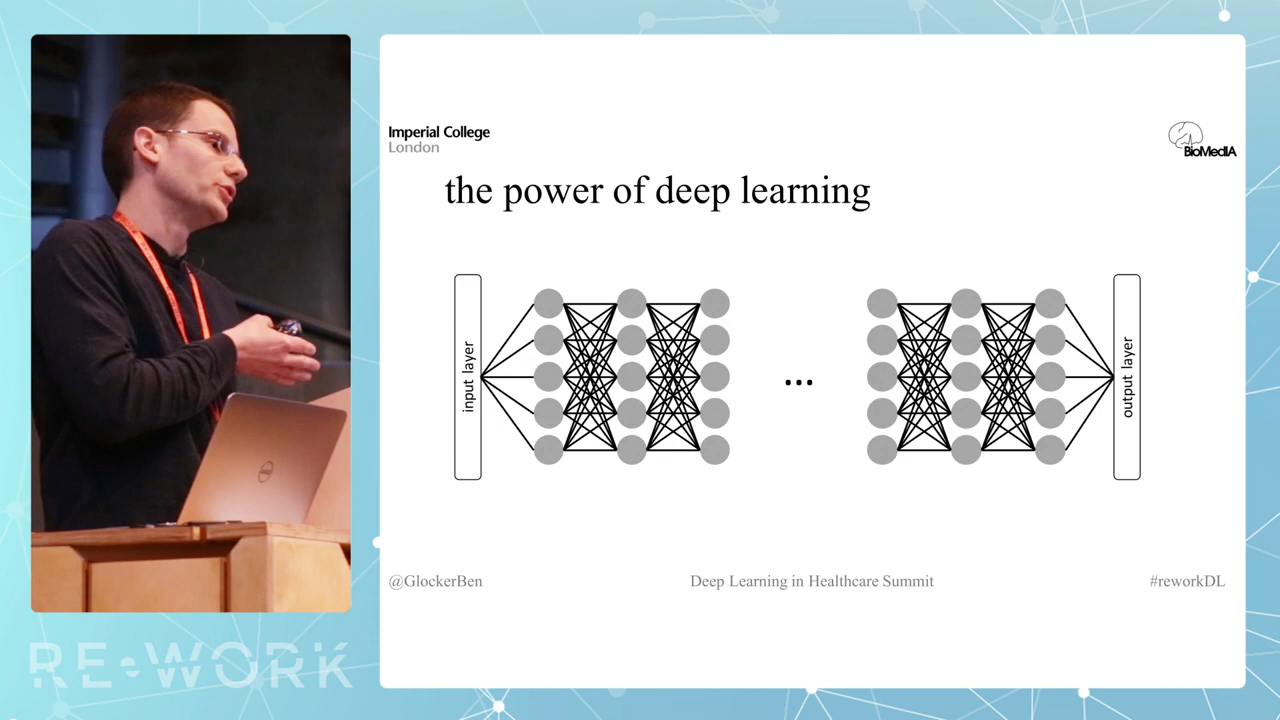 Imperial College
London
BioMedIA
the power of deep learning
input layer
...
output layer
@GlockerBen
Deep Learning in Healthcare Summit
#reworkDL
RE•WORK